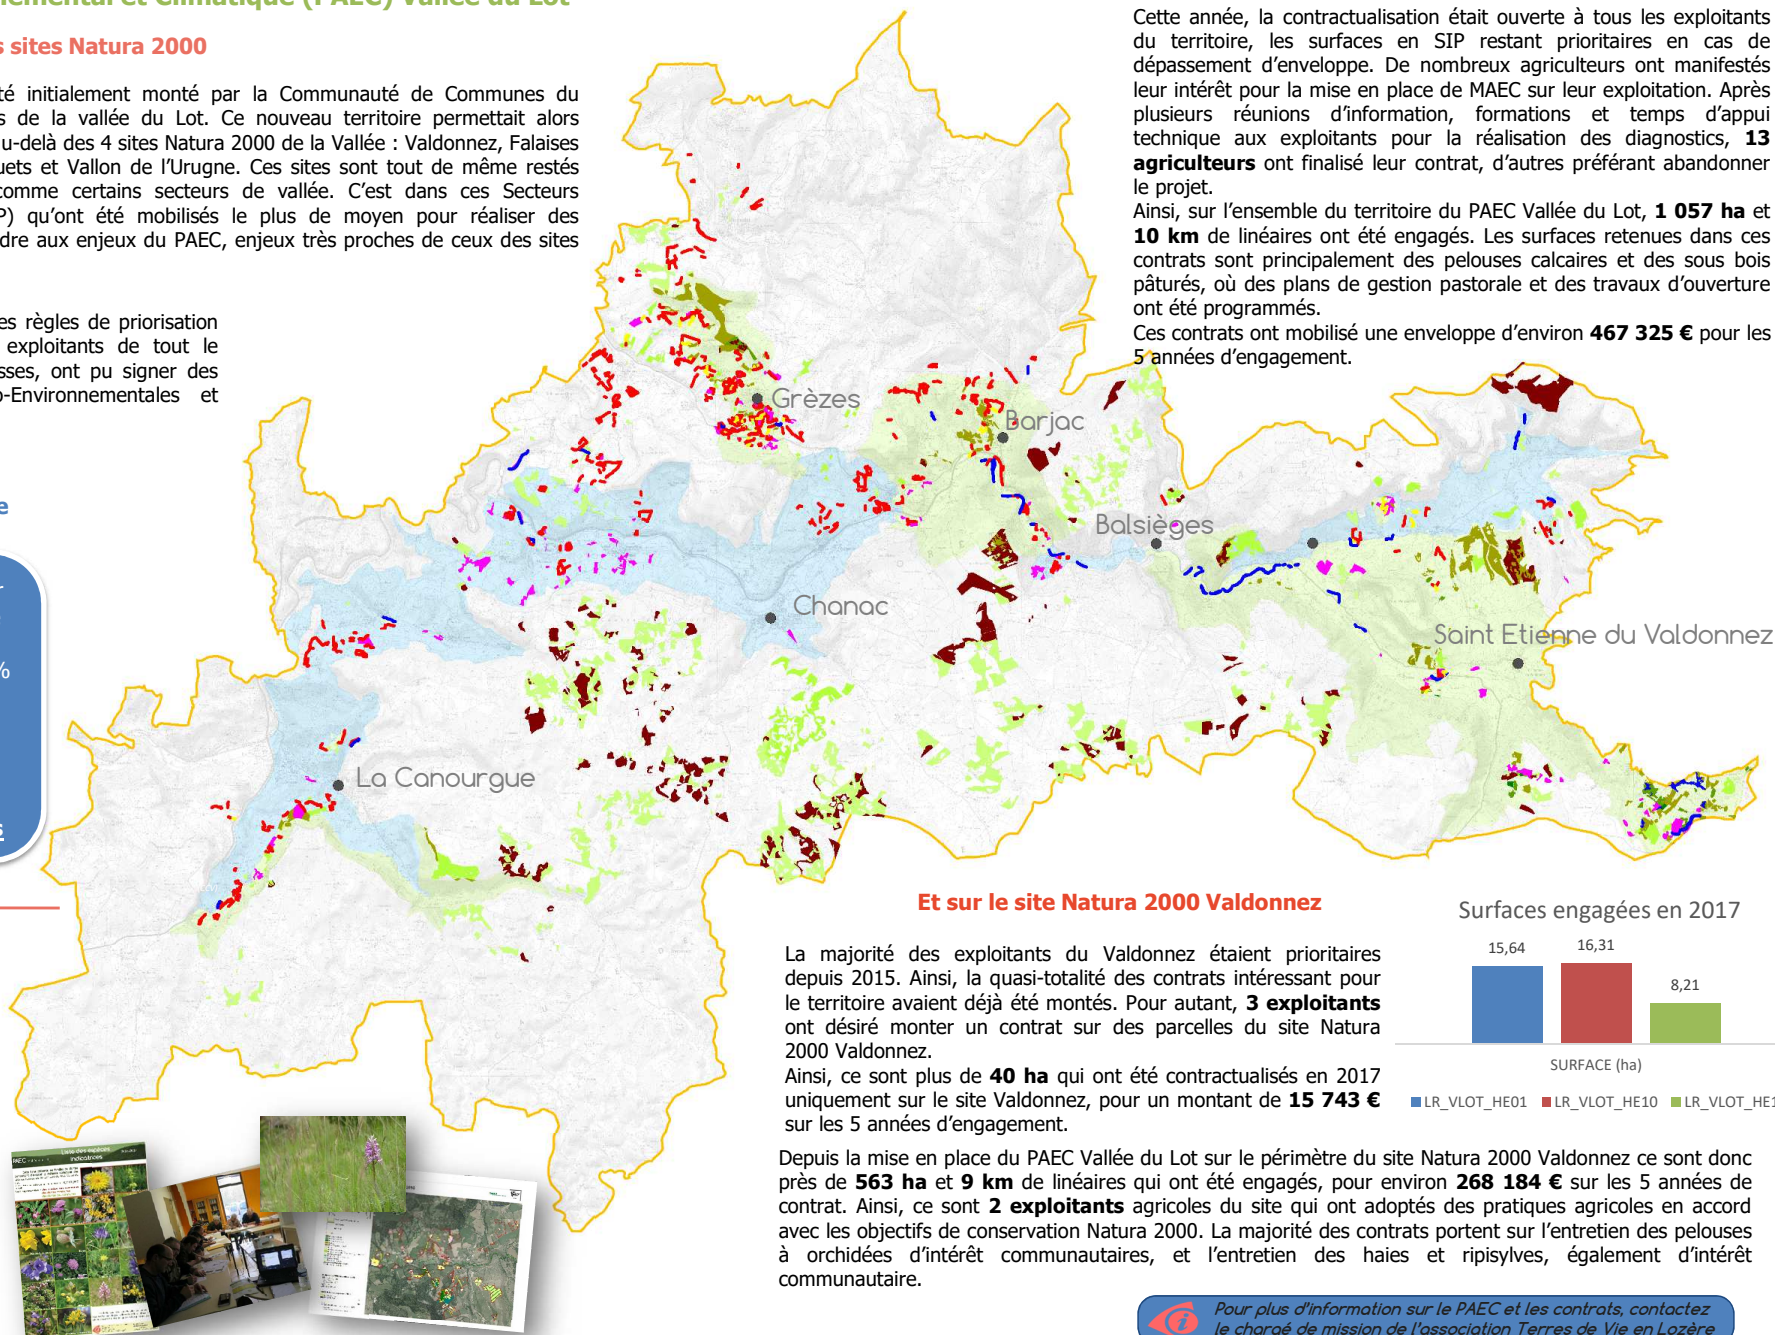 nemental et Climatique (PAEC) Vallée du Lot
s sites Natura 2000
té initialement monté par la Communauté de Communes du
s de la vallée du Lot. Ce nouveau territoire permettait alors
u-delà des 4 sites Natura 2000 de la Vallée : Valdonnez, Falaises
uets et Vallon de l'Urugne. Ces sites sont tout de même restés
comme certains secteurs de vallée. C'est dans ces Secteurs
P) qu'ont été mobilisés le plus de moyen pour réaliser des
dre aux enjeux du PAEC, enjeux très proches de ceux des sites
es règles de priorisation
exploitants de tout le
sses, ont pu signer des
o-Environnementales et
e
%
s
Cette année, la contractualisation était ouverte à tous les exploitants
du territoire, les surfaces en SIP restant prioritaires en cas de
dépassement d'enveloppe. De nombreux agriculteurs ont manifestés
leur intérêt pour la mise en place de MAEC sur leur exploitation. Après
plusieurs réunions d'information, formations et temps d'appui
technique aux exploitants pour la réalisation des diagnostics, 13
agriculteurs ont finalisé leur contrat, d'autres préférant abandonner
le projet.
Ainsi, sur l'ensemble du territoire du PAEC Vallée du Lot, 1 057 ha et
10 km de linéaires ont été engagés. Les surfaces retenues dans ces
contrats sont principalement des pelouses calcaires et des sous bois
pâturés, où des plans de gestion pastorale et des travaux d'ouverture
ont été programmés.
Ces contrats ont mobilisé une enveloppe d'environ 467 325 € pour les
5 années d'engagement.
Grèzes
Barjac
Balsièges
Chanac
Saint Etienne du Valdonnez
La Canourgue
Et sur le site Natura 2000 Valdonnez
La majorité des exploitants du Valdonnez étaient prioritaires
depuis 2015. Ainsi, la quasi-totalité des contrats intéressant pour
le territoire avaient déjà été montés. Pour autant, 3 exploitants
ont désiré monter un contrat sur des parcelles du site Natura
2000 Valdonnez.
Ainsi, ce sont plus de 40 ha qui ont été contractualisés en 2017
uniquement sur le site Valdonnez, pour un montant de 15 743 €
sur les 5 années d'engagement.
Surfaces engagées en 2017
15,64
16,31
8,21
SURFACE (ha)
LR_VLOT_HE01 LR_VLOT_HE10 LR_VLOT_HE1
Depuis la mise en place du PAEC Vallée du Lot sur le périmètre du site Natura 2000 Valdonnez ce sont donc
près de 563 ha et 9 km de linéaires qui ont été engagés, pour environ 268 184 € sur les 5 années de
contrat. Ainsi, ce sont 2 exploitants agricoles du site qui ont adoptés des pratiques agricoles en accord
avec les objectifs de conservation Natura 2000. La majorité des contrats portent sur l'entretien des pelouses
à orchidées d'intérêt communautaires, et l'entretien des haies et ripisylves, également d'intérêt
communautaire.
PAEC
Liste des espèces
indicatrices
Pour plus d'information sur le PAEC et les contrats, contactez
le chargé de mission de l'association Terres de Vie en Lozère